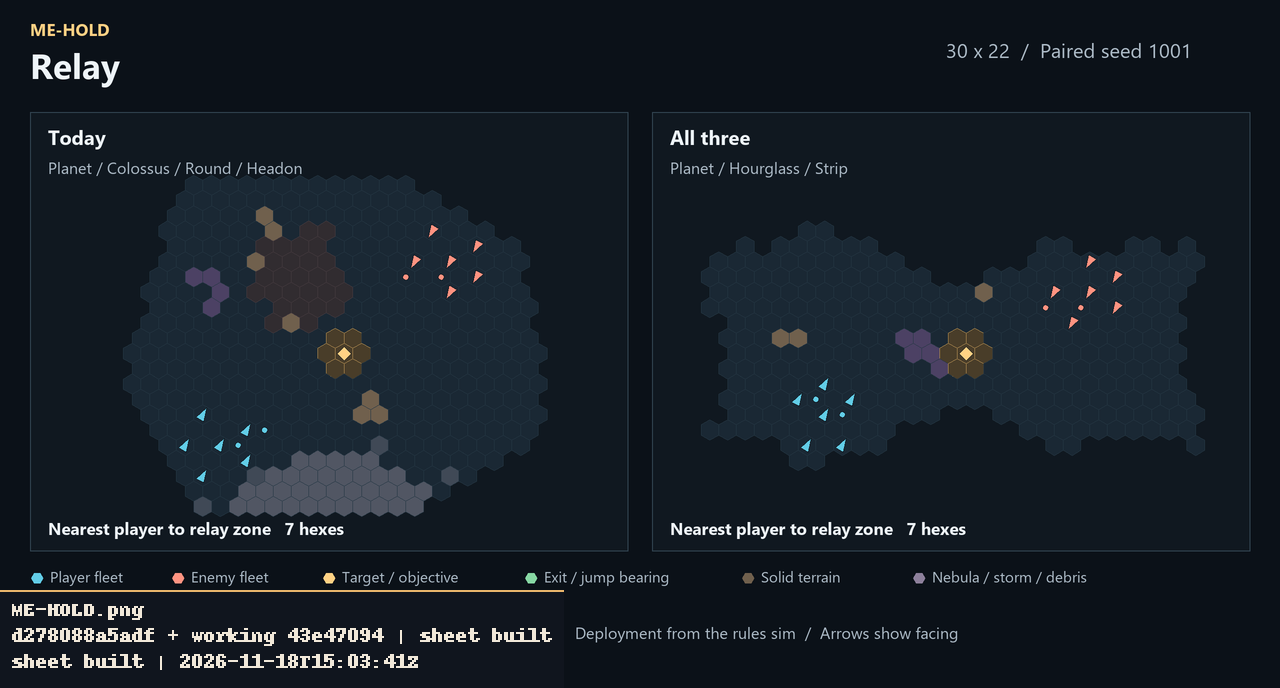 ME-HOLD
Relay
30 x 22 / Paired seed 1001
Today
Planet / Colossus / Round / Headon
Nearest player to relay zone 7 hexes
All three
Planet / Hourglass / Strip
Nearest player to relay zone 7 hexes
Player fleet
Enemy fleet
Target / objective
Exit / jump bearing
Solid terrain
Nebula / storm / debris
ME-HOLD.png
d278088a5adf + working 43e47094 | sheet built
sheet built | 2026-11-18T15:03:41Z
Deployment from the rules sim / Arrows show facing